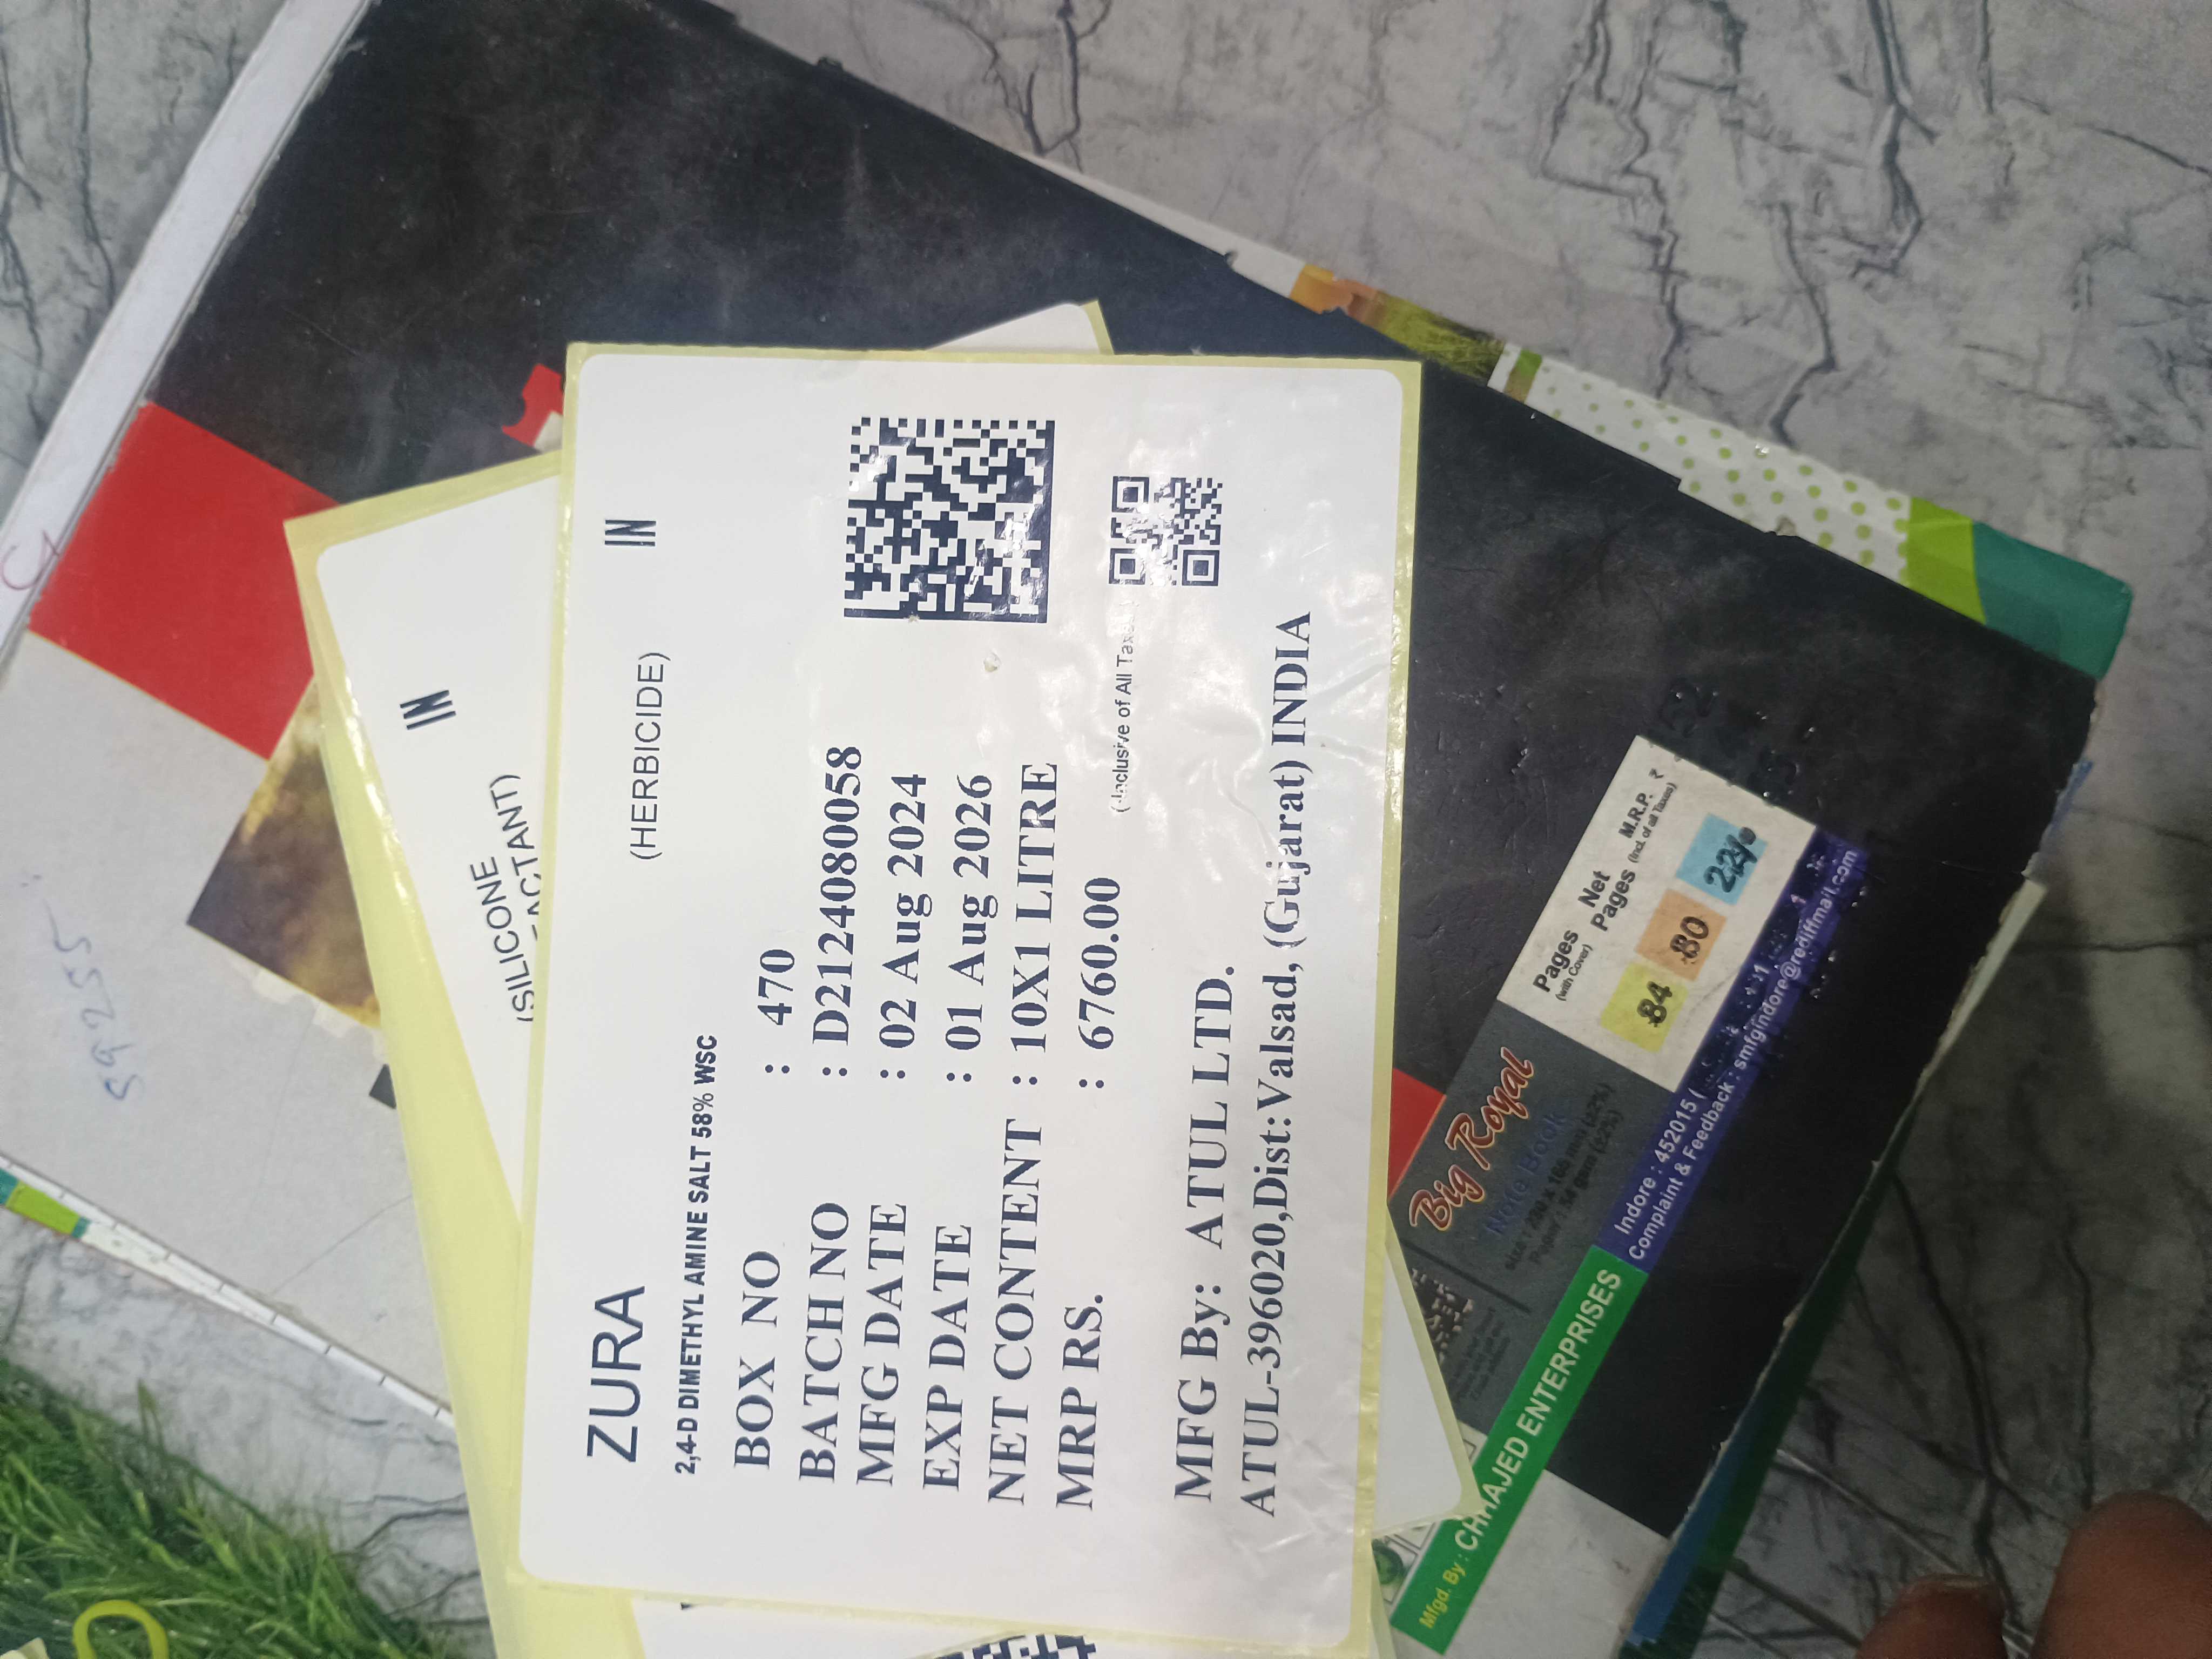 ZURA (HERBICIDE) IN
2,4-D DIMETHYL AMINE SALT 58% WSC
BOX NO : 470
BATCH NO : D2124080058
MFG DATE : 02 Aug 2024
EXP DATE : 01 Aug 2026
NET CONTENT : 10X1 LITRE
MRP RS. : 6760.00
Inclusive of All
MFG By: ATUL LTD.
ATUL-396020,Dist: Valsad, (Gujarat) INDIA
IN
(SILICONE
59255
Big Royal
Note Book
Pages (with Cover) Net Pages M.R.P. ₹ (Incl. of all Taxes)
84 80
Mfgd. By : CHHAJED ENTERPRISES
Indore : 452015
Complaint & Feedback : smfgindore@rediffmail.com